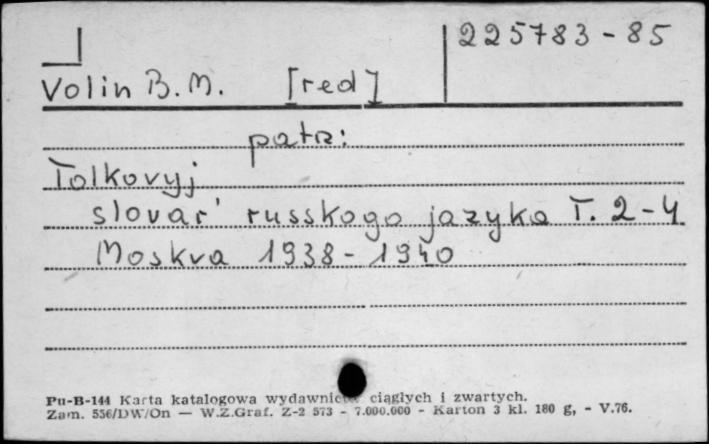 225783-85
Volin B.M. [red]
patrz:
Tolkovyj
slovar' russkogo jazyka T. 2-4
Moskva 1938-1940
Pu-B-144 Karta katalogowa wydawnictw ciągłych i zwartych.
Zam. 556/DW/On — W.Z.Graf. Z-2 573 - 7.000.000 - Karton 3 kl. 180 g, - V.76.